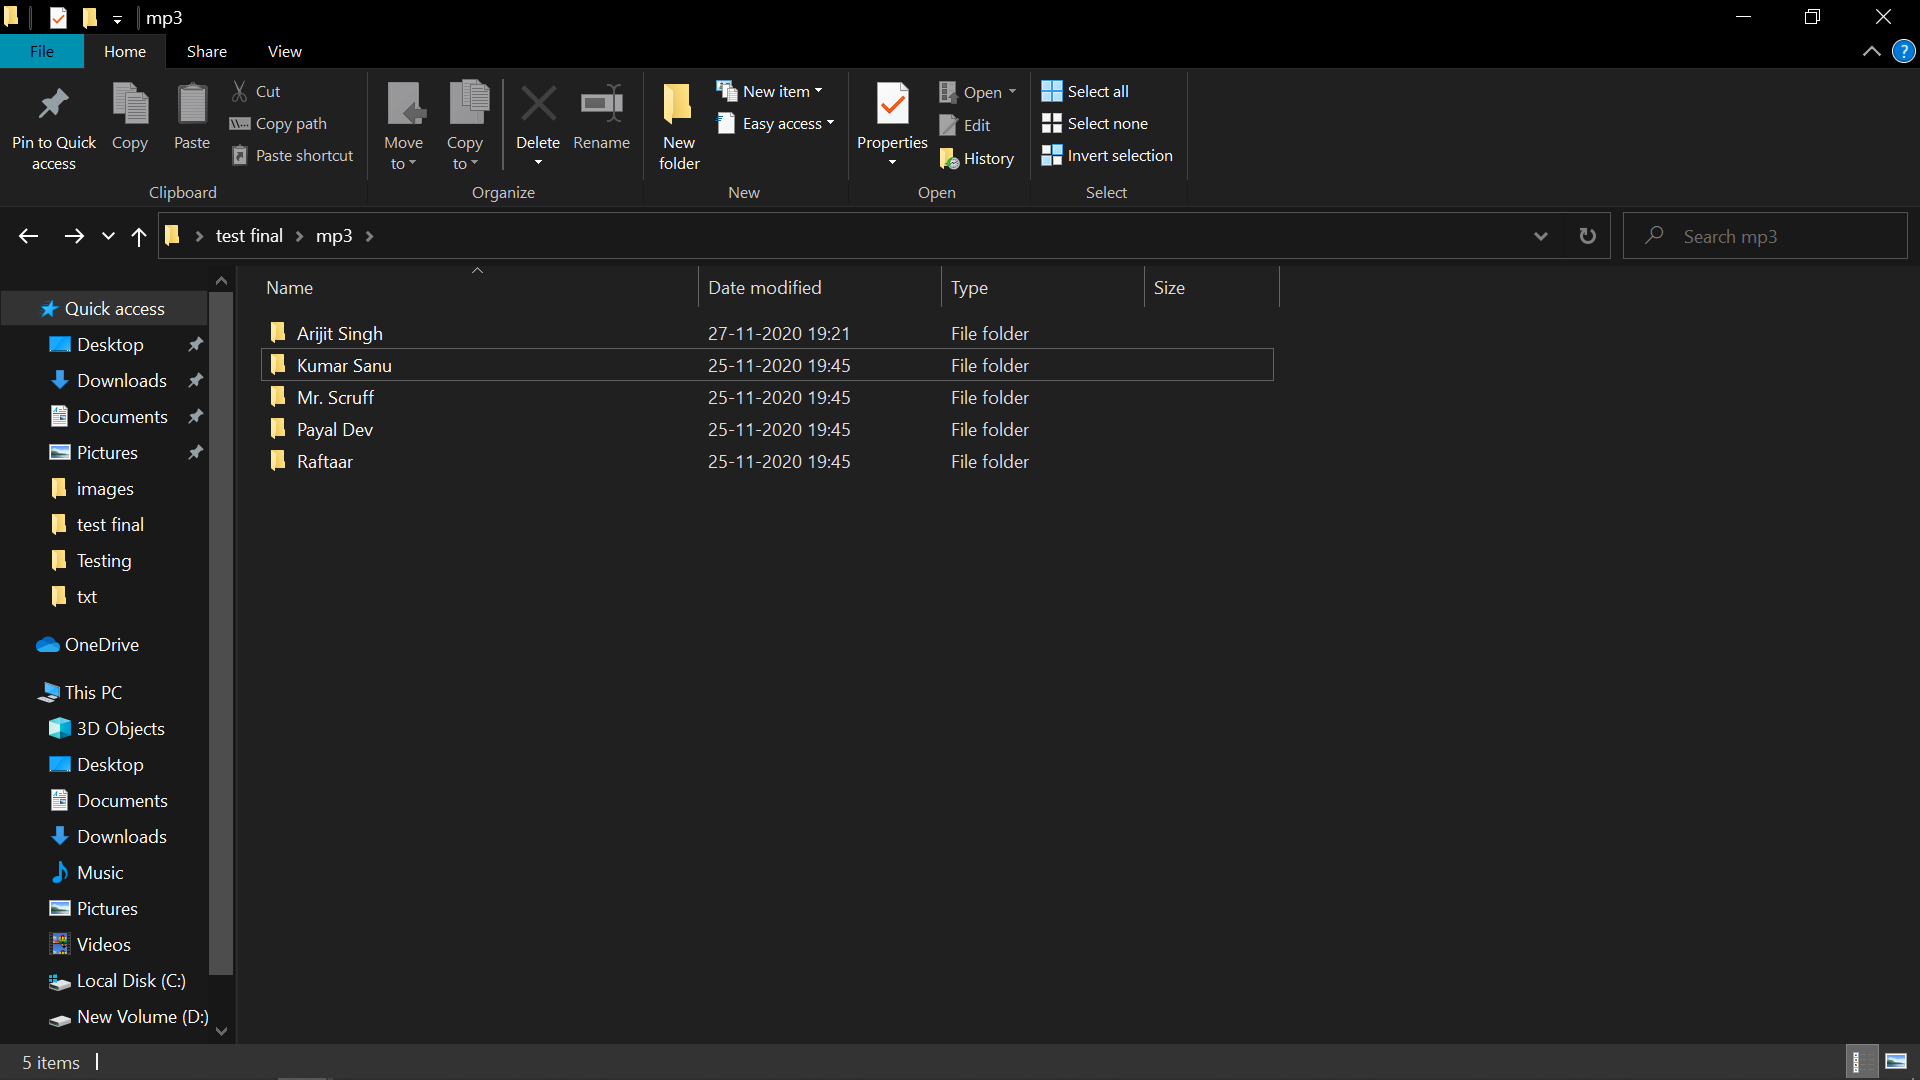 mp3
File Home Share View
Pin to Quick access
Copy
Paste
Cut
Copy path
Paste shortcut
Clipboard
Move to
Copy to
Delete
Rename
Organize
New folder
New item
Easy access
New
Properties
Open
Edit
History
Open
Select all
Select none
Invert selection
Select
test final mp3
Search mp3
Quick access
Desktop
Downloads
Documents
Pictures
images
test final
Testing
txt
OneDrive
This PC
3D Objects
Desktop
Documents
Downloads
Music
Pictures
Videos
Local Disk (C:)
New Volume (D:)
Name Date modified Type Size
Arijit Singh 27-11-2020 19:21 File folder
Kumar Sanu 25-11-2020 19:45 File folder
Mr. Scruff 25-11-2020 19:45 File folder
Payal Dev 25-11-2020 19:45 File folder
Raftaar 25-11-2020 19:45 File folder
5 items